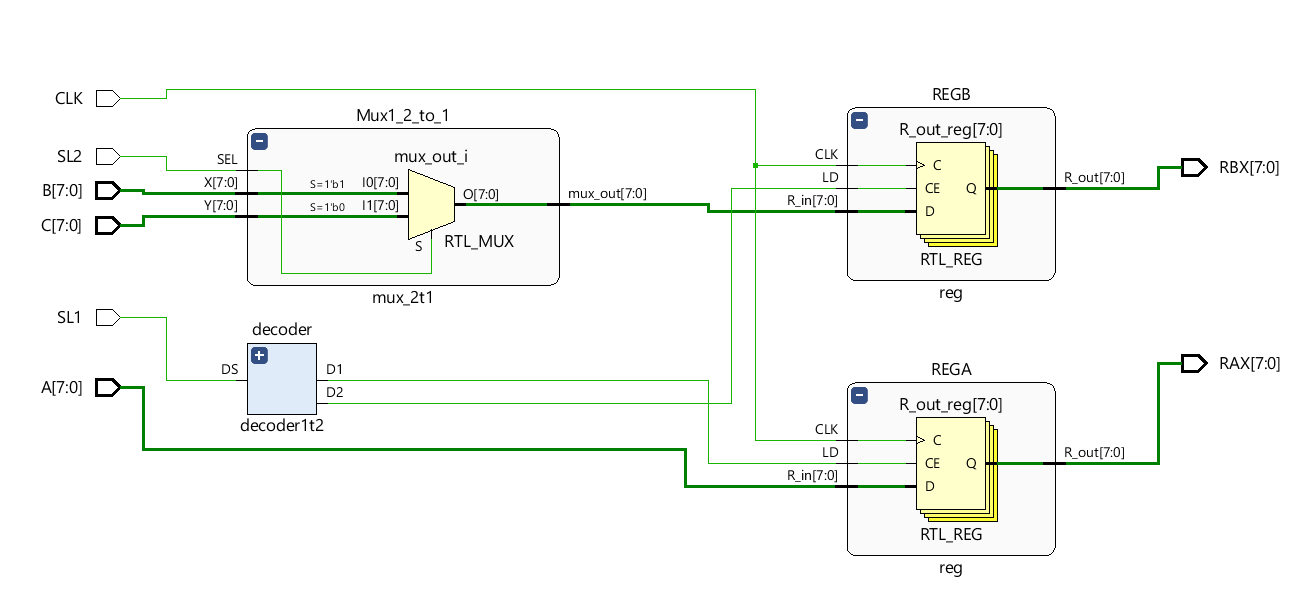 CLK
SL2
B[7:0]
C[7:0]
SL1
A[7:0]
Mux1_2_to_1
SEL
X[7:0]
Y[7:0]
mux_out_i
S=1'b1
I0[7:0]
S=1'b0
I1[7:0]
O[7:0]
S
RTL_MUX
mux_out[7:0]
mux_2t1
decoder
DS
D1
D2
decoder1t2
REGB
R_out_reg[7:0]
CLK
LD
R_in[7:0]
C
CE
D
Q
RTL_REG
R_out[7:0]
reg
RBX[7:0]
REGA
R_out_reg[7:0]
CLK
LD
R_in[7:0]
C
CE
D
Q
RTL_REG
R_out[7:0]
reg
RAX[7:0]